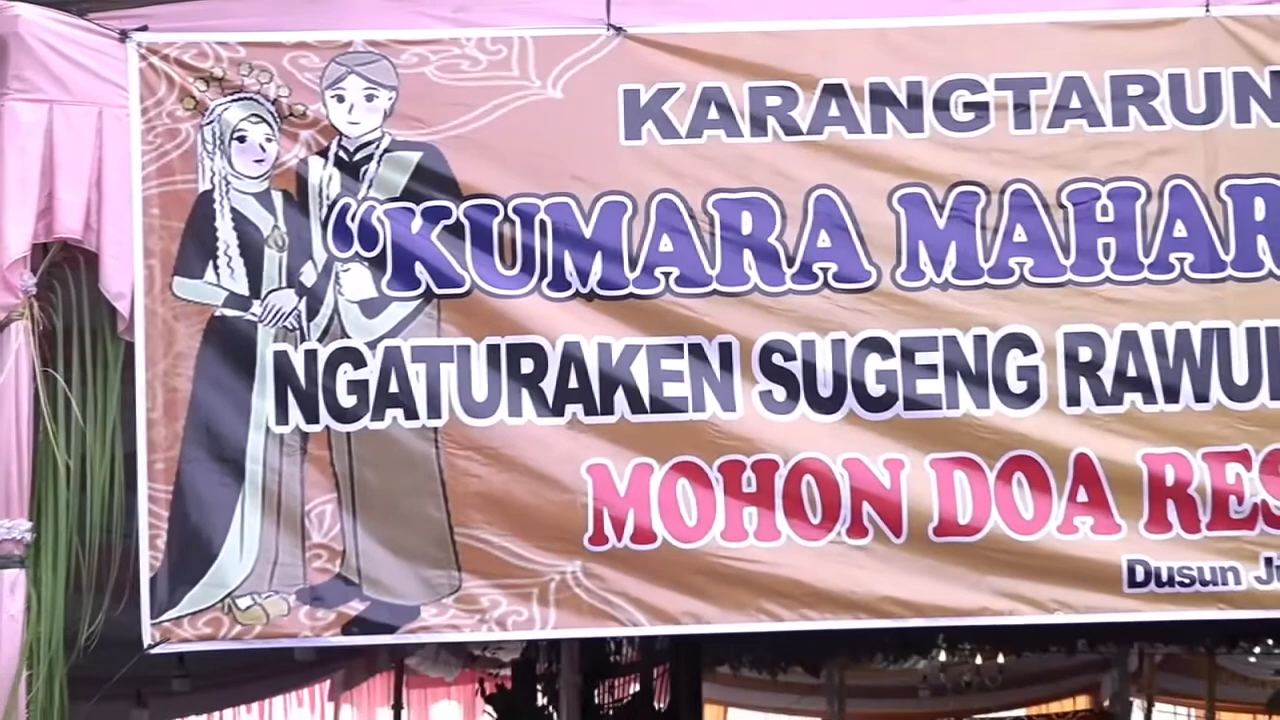 KARANGTARUN
“KUMARA MAHAR
NGATURAKEN SUGENG RAWU
MOHON DOA RES
Dusun